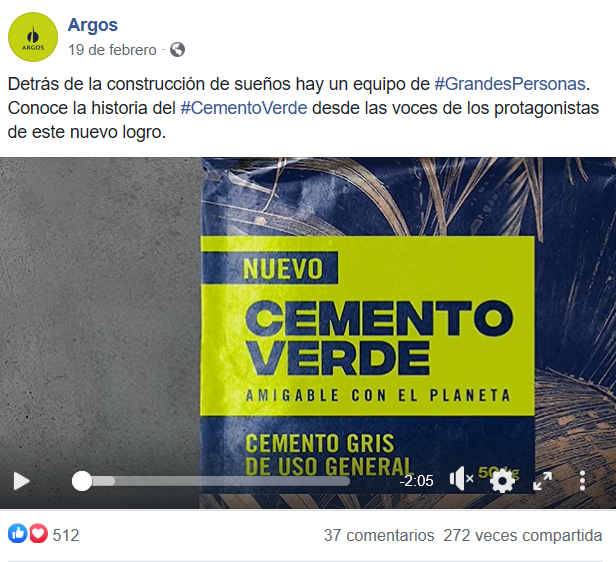 Argos
19 de febrero ·
ARGOS
Detrás de la construcción de sueños hay un equipo de #GrandesPersonas.
Conoce la historia del #CementoVerde desde las voces de los protagonistas
de este nuevo logro.
NUEVO
CEMENTO
VERDE
AMIGABLE CON EL PLANETA
CEMENTO GRIS
DE USO GENERAL
-2:05
512
37 comentarios 272 veces compartida